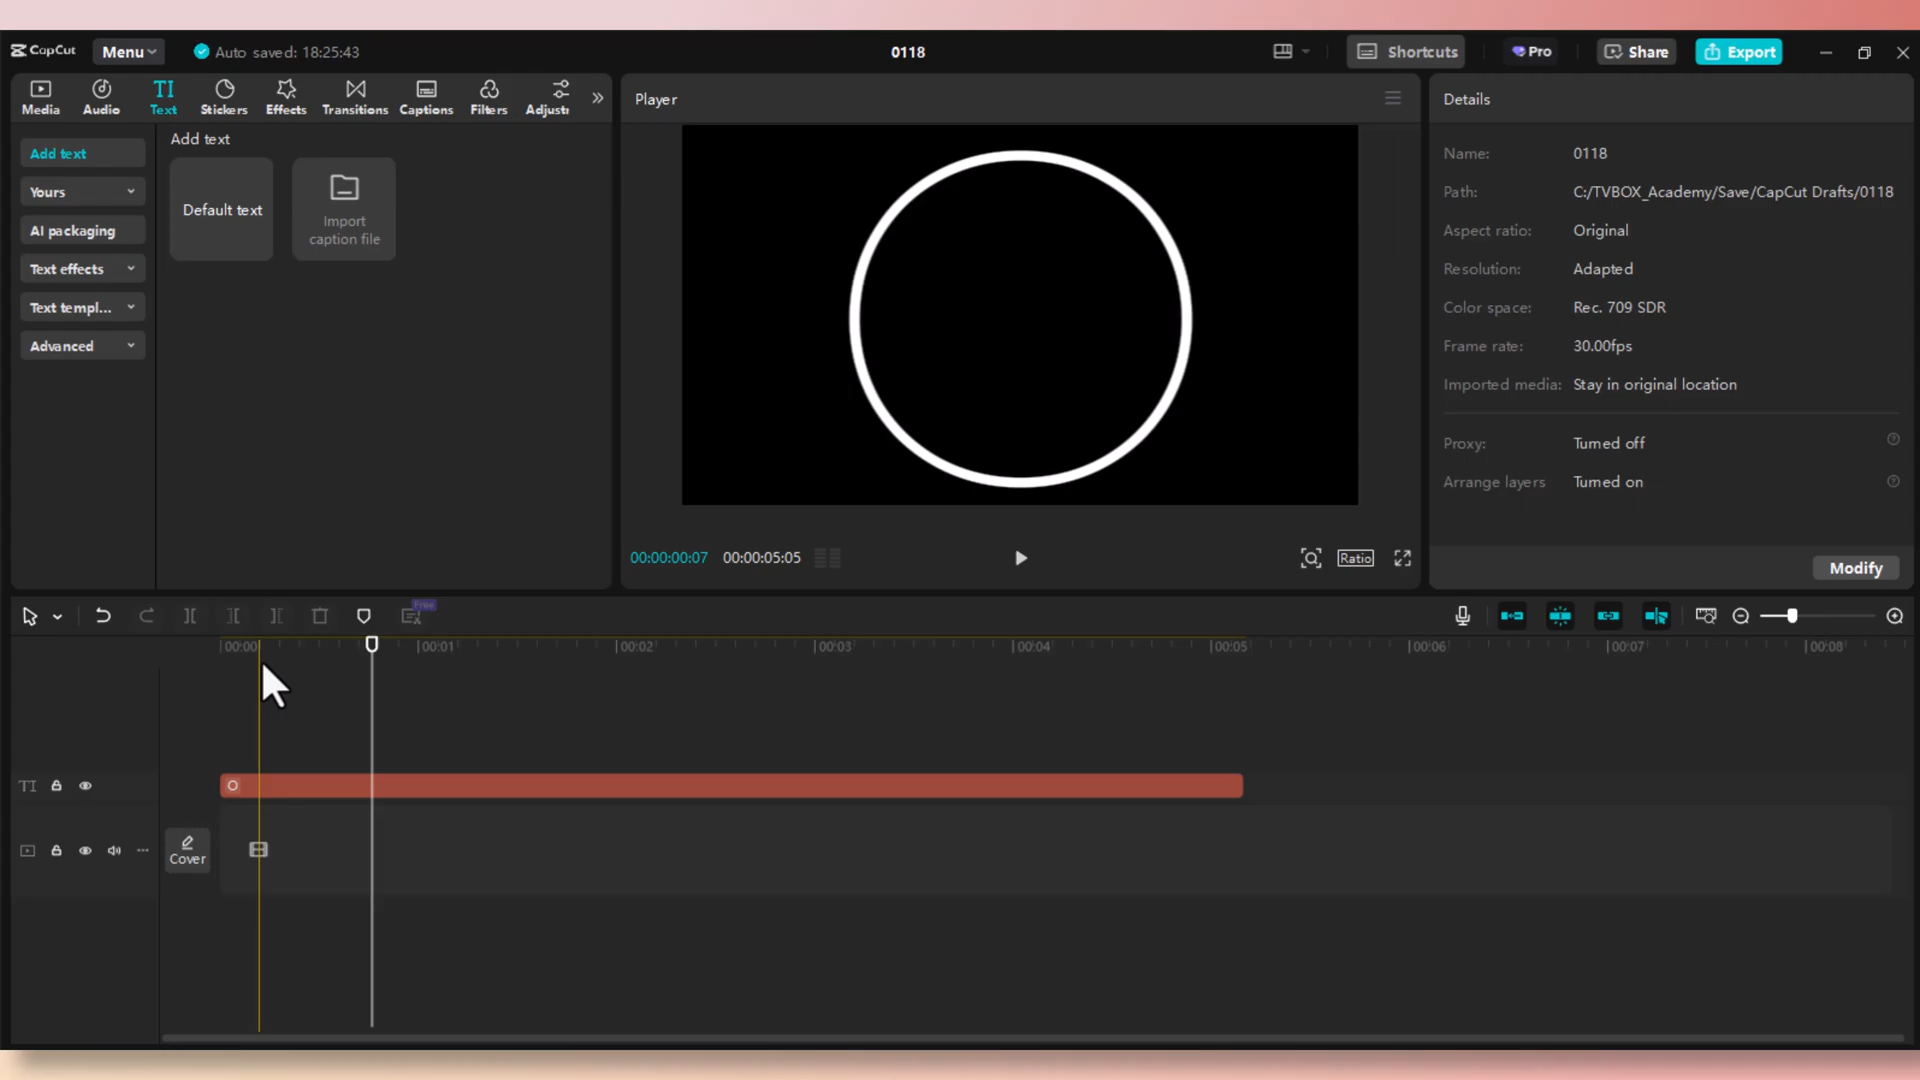 CapCut
Menu
Auto saved: 18:25:43
0118
Shortcuts
Pro
Share
Export
Media
Audio
TI
Text
Stickers
Effects
Transitions
Captions
Filters
Adjustr
Player
Details
Add text
Yours
AI packaging
Text effects
Text templ...
Advanced
Add text
Default text
Import
caption file
Name: 0118
Path: C:/TVBOX_Academy/Save/CapCut Drafts/0118
Aspect ratio: Original
Resolution: Adapted
Color space: Rec. 709 SDR
Frame rate: 30.00fps
Imported media: Stay in original location
Proxy: Turned off
Arrange layers Turned on
Modify
00:00:00:07 00:00:05:05
Ratio
Free
00:00 00:01 00:02 00:03 00:04 00:05 00:06 00:07 00:08
TI
O
Cover